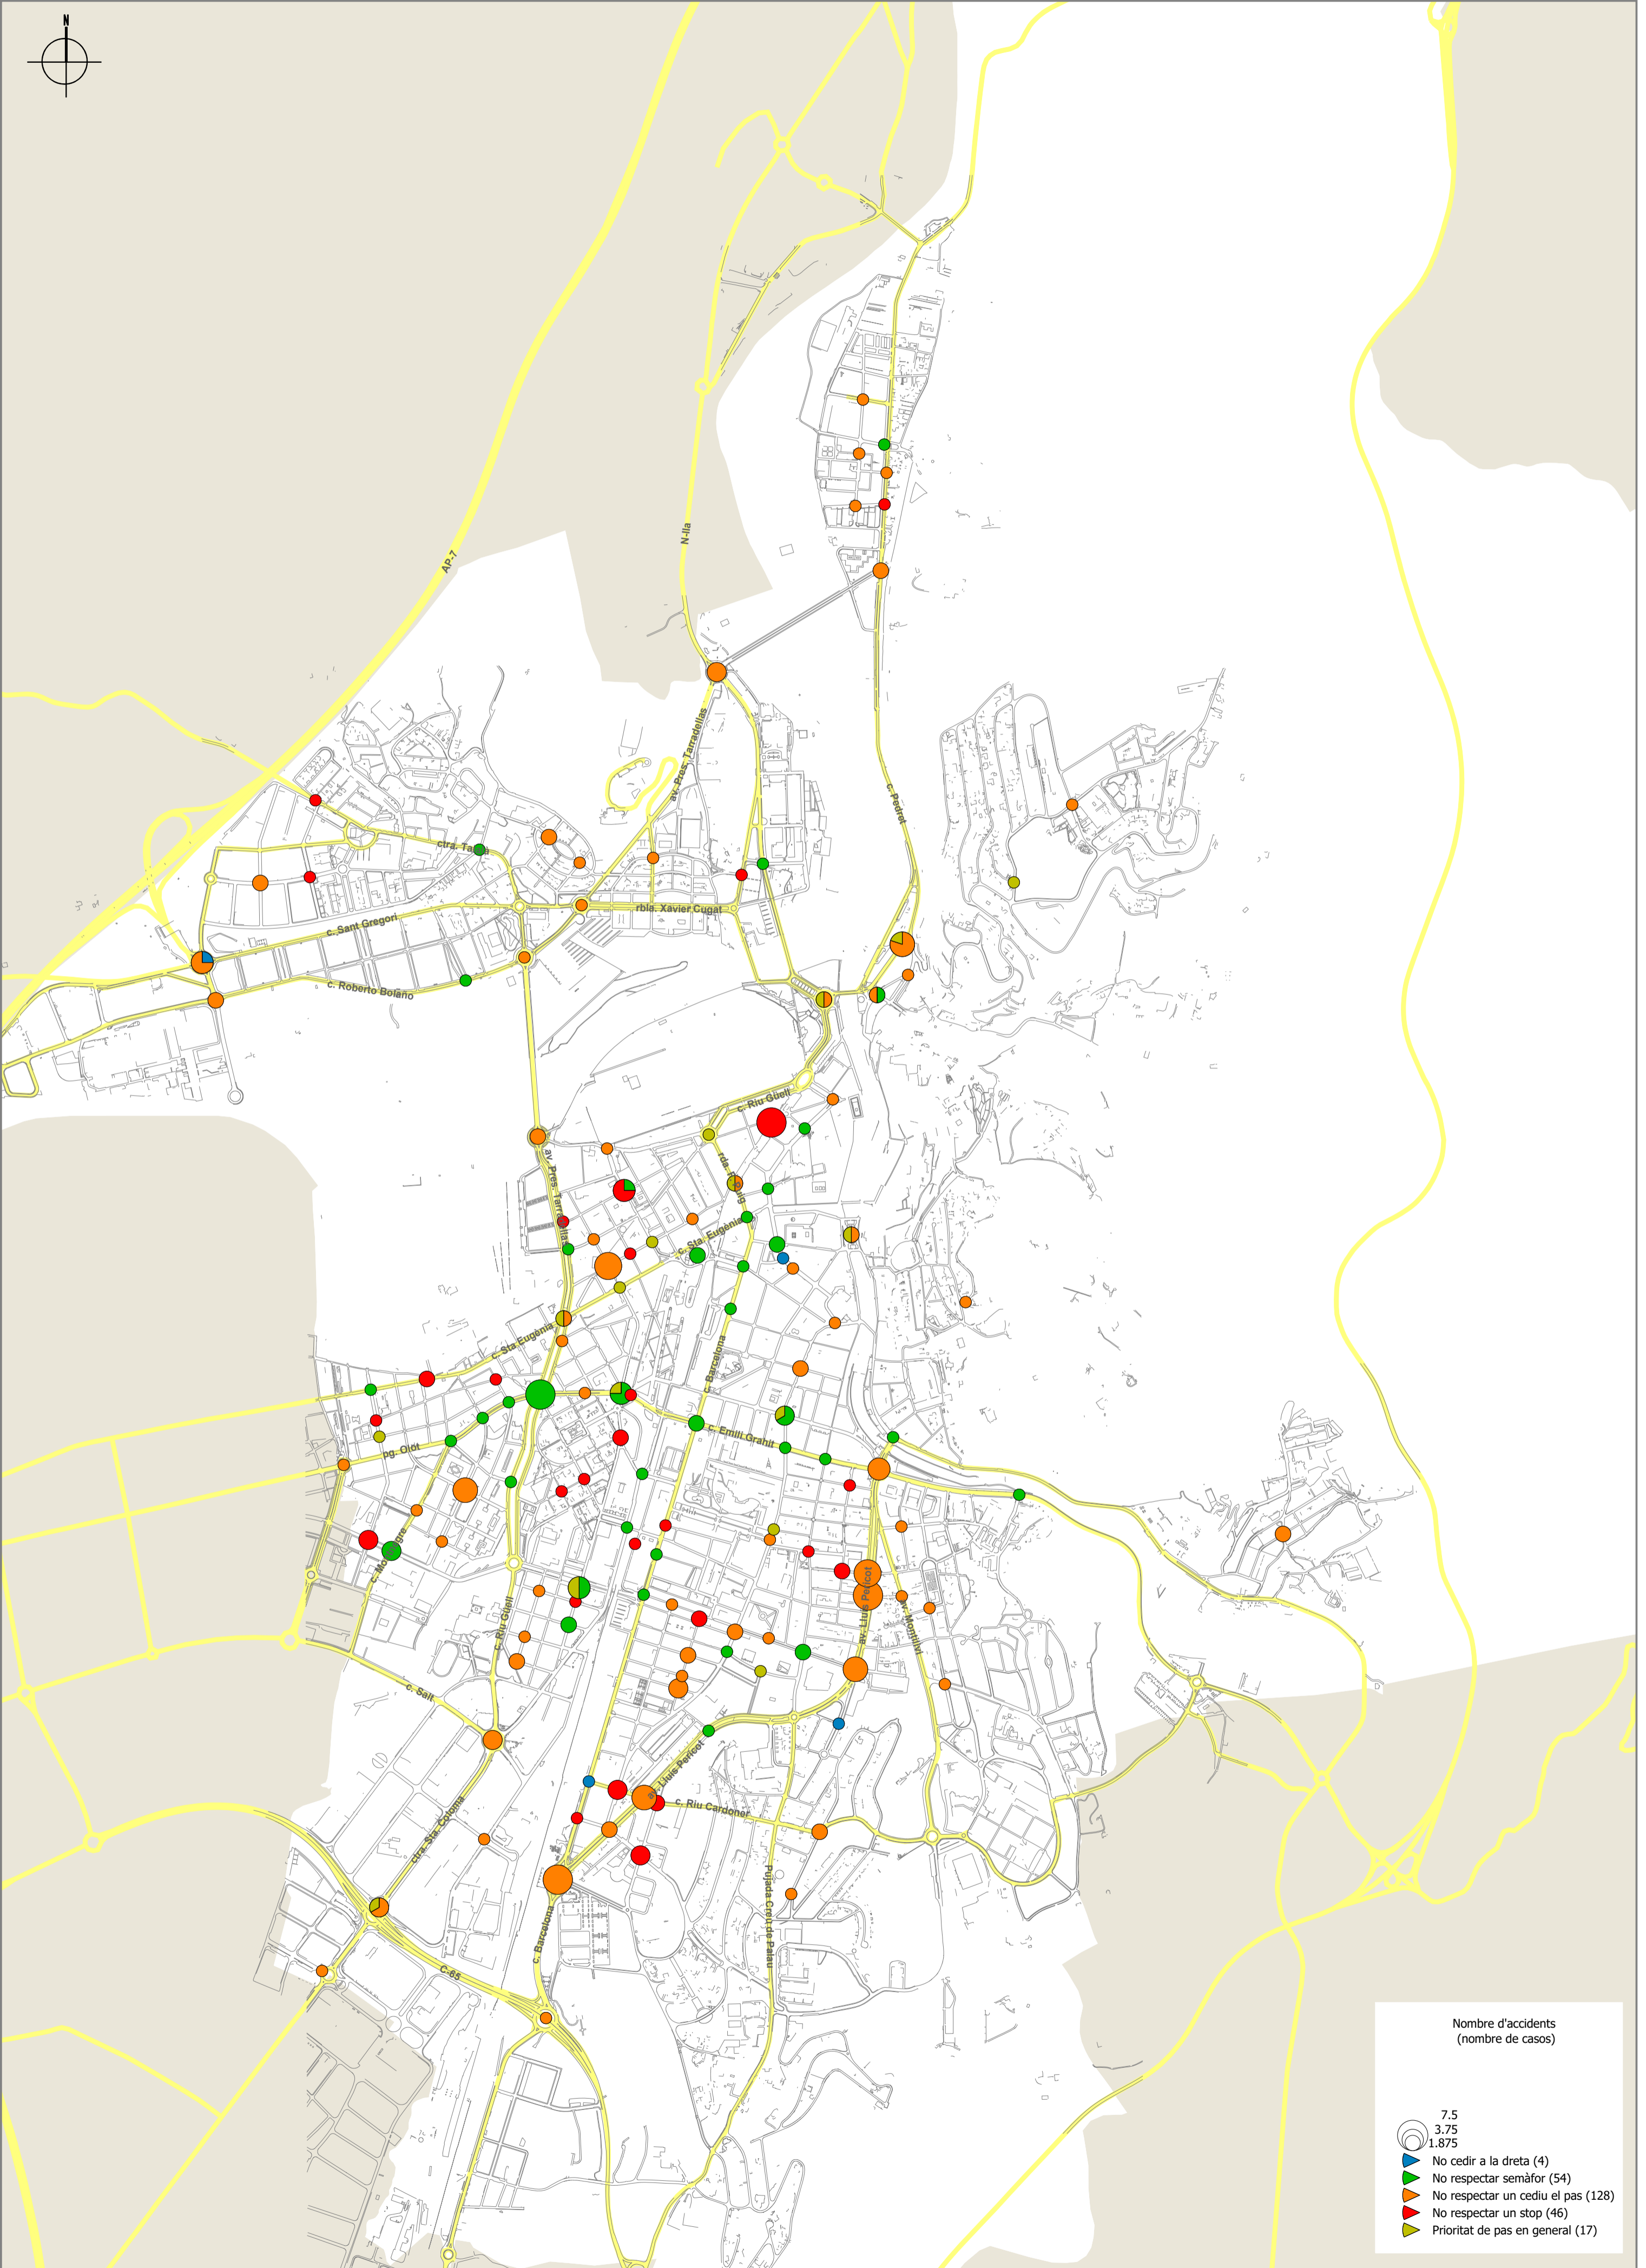 N
N-IIa
AP-7
av. Pres. Tarradellas
c. Pedret
ctra. Taialà
rbla. Xavier Cugat
c. Sant Gregori
c. Roberto Bolaño
c. Riu Güell
av. Pres. Tarradellas
c. Sta. Eugènia
c. Sta Eugènia
c. Barcelona
c. Emili Grahit
pg. Olot
c. Riu Güell
av. Lluís Pericot
av. Montilivi
c. Salt
av. Lluís Pericot
c. Riu Cardoner
ctra. Sta. Coloma
Pujada Creu de Palau
c. Barcelona
C-65
Nombre d'accidents
(nombre de casos)
7.5
3.75
1.875
No cedir a la dreta (4)
No respectar semàfor (54)
No respectar un cediu el pas (128)
No respectar un stop (46)
Prioritat de pas en general (17)